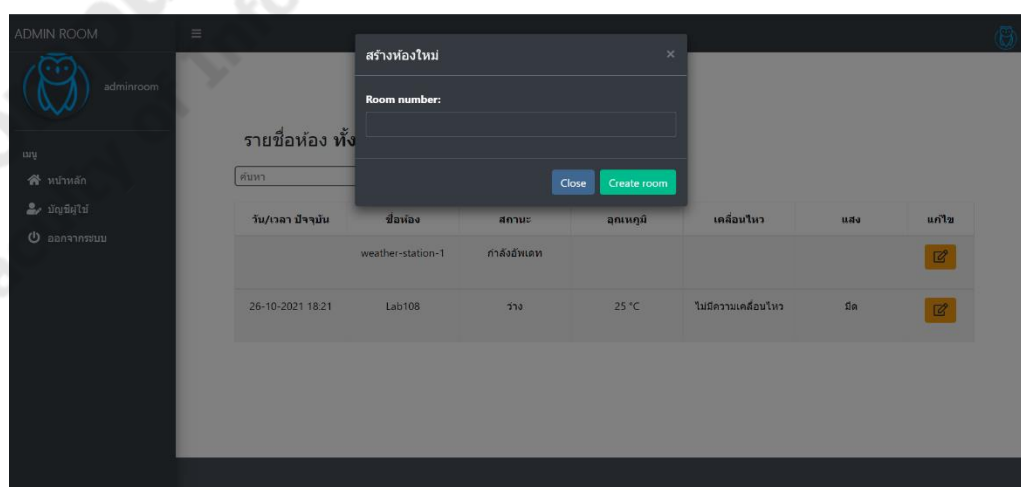 ADMIN ROOM
adminroom
เมนู
หน้าหลัก
บัญชีผู้ใช้
ออกจากระบบ
สร้างห้องใหม่ ×
Room number:
Close Create room
รายชื่อห้อง ทั้ง
ค้นหา
วัน/เวลา ปัจจุบัน ชื่อห้อง สถานะ อุณหภูมิ เคลื่อนไหว แสง แก้ไข
weather-station-1 กำลังอัพเดท
26-10-2021 18:21 Lab108 ว่าง 25 °C ไม่มีความเคลื่อนไหว มืด